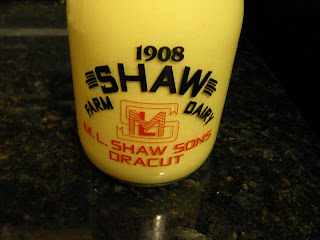 1908
SHAW
FARM DAIRY
MLS
M.L. SHAW SONS
DRACUT